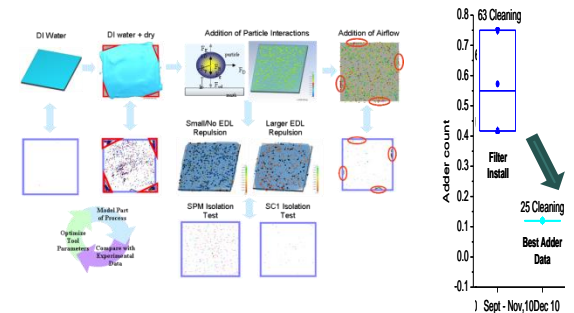 DI Water
DI water + dry
Addition of Particle Interactions
Addition of Airflow
particle
Small/No EDL
Repulsion
Larger EDL
Repulsion
SPM Isolation
Test
SC1 Isolation
Test
Model Part
of Process
Compare with
Experimental
Data
Optimize
Tool
Parameters
Adder count
0.8
0.7
0.6
0.5
0.4
0.3
0.2
0.1
0.0
-0.1
63 Cleaning
Filter
Install
25 Cleaning
Best Adder
Data
Sept - Nov,10
Dec 10